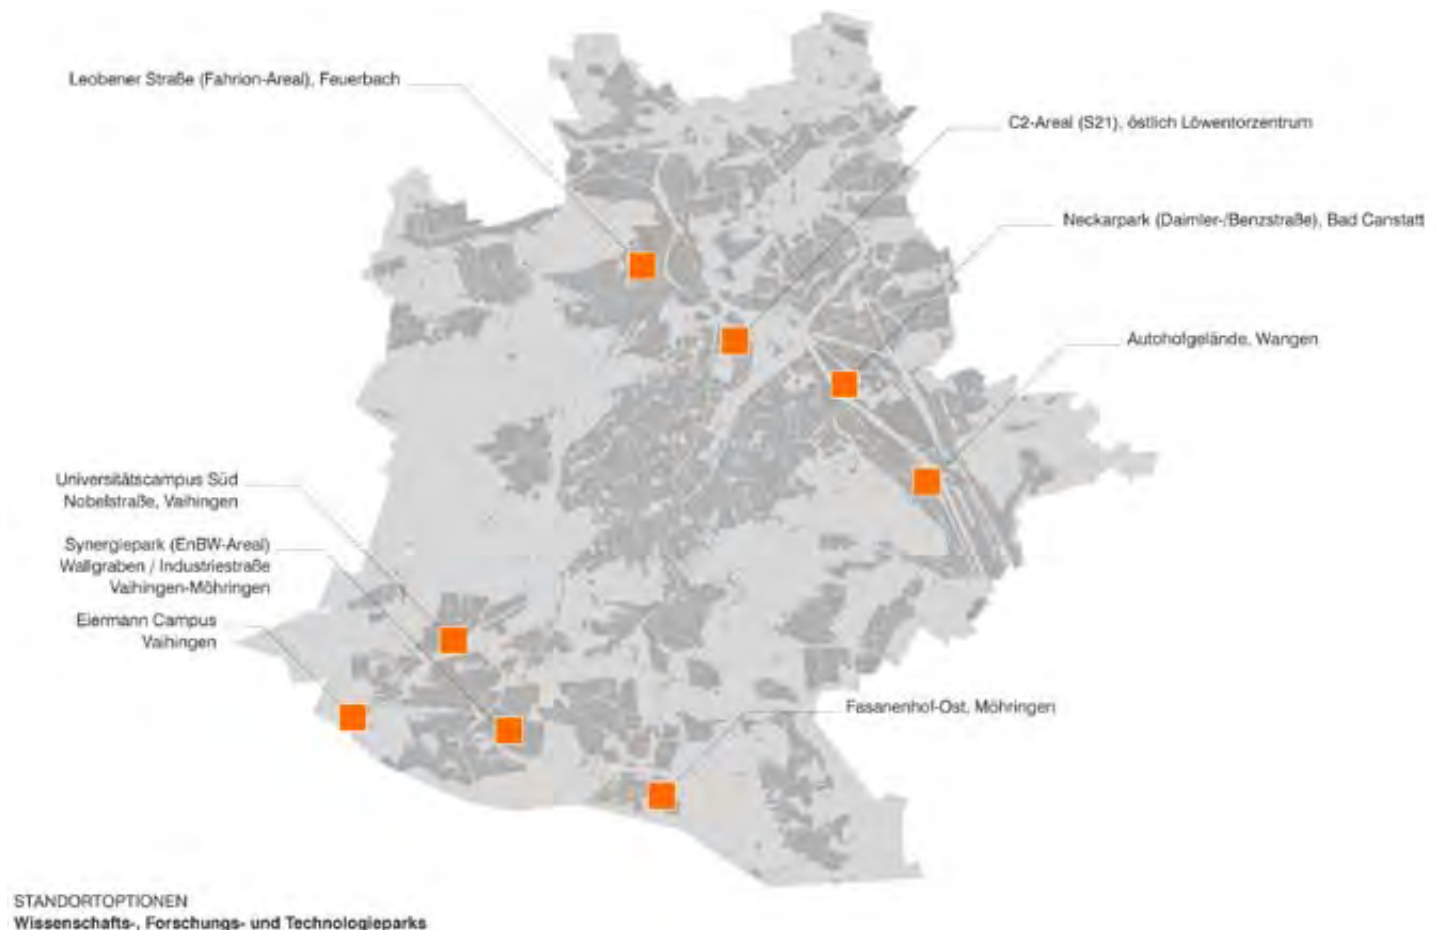 Leobener Straße (Fahrion-Areal), Feuerbach
C2-Areal (S21), östlich Löwentorzentrum
Neckarpark (Daimler-/Benzstraße), Bad Canstatt
Autohofgelände, Wangen
Universitätscampus Süd
Nobelstraße, Vaihingen
Synergiepark (EnBW-Areal)
Wallgraben / Industriestraße
Vaihingen-Möhringen
Eiermann Campus
Vaihingen
Fasanenhof-Ost, Möhringen
STANDORTOPTIONEN
Wissenschafts-, Forschungs- und Technologieparks